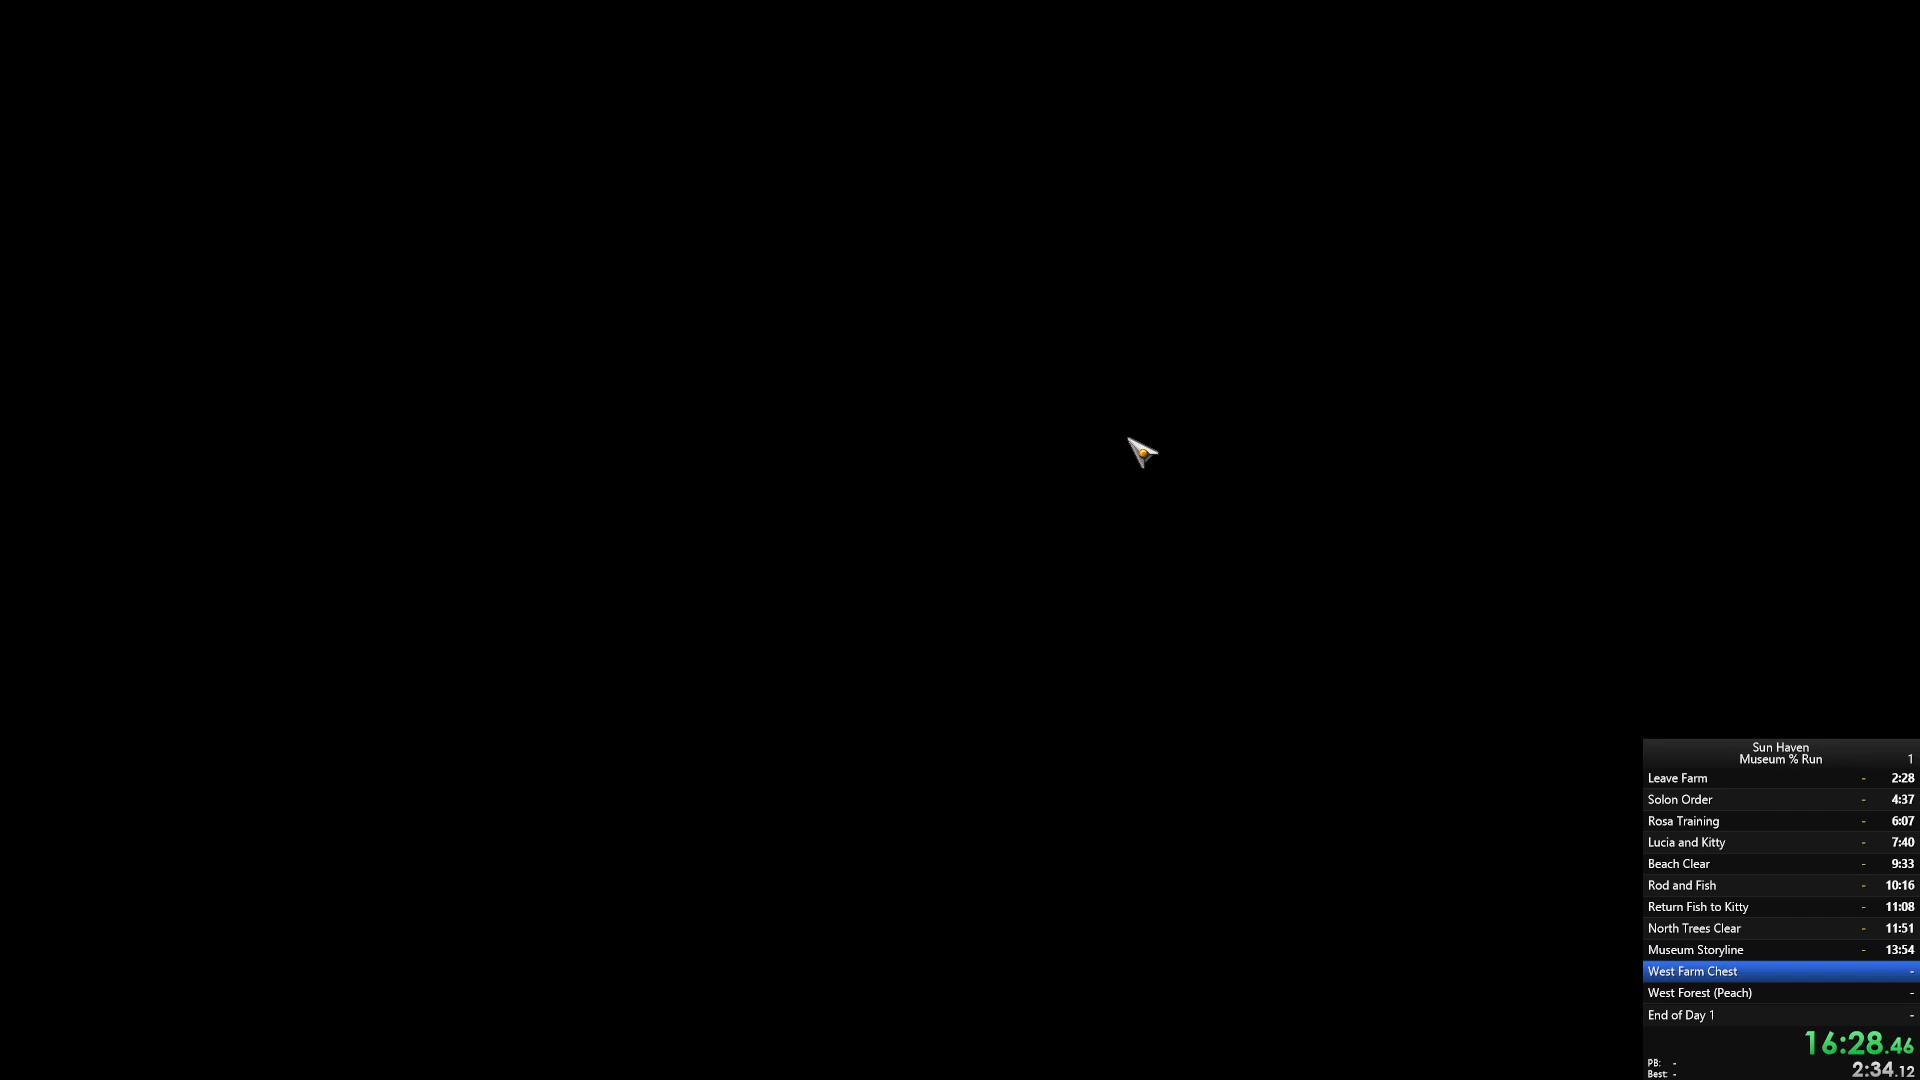 Sun Haven
Museum % Run 1
Leave Farm - 2:28
Solon Order - 4:37
Rosa Training - 6:07
Lucia and Kitty - 7:40
Beach Clear - 9:33
Rod and Fish - 10:16
Return Fish to Kitty - 11:08
North Trees Clear - 11:51
Museum Storyline - 13:54
West Farm Chest -
West Forest (Peach) -
End of Day 1 -
16:28.46
PB: -
Best: - 2:34.12